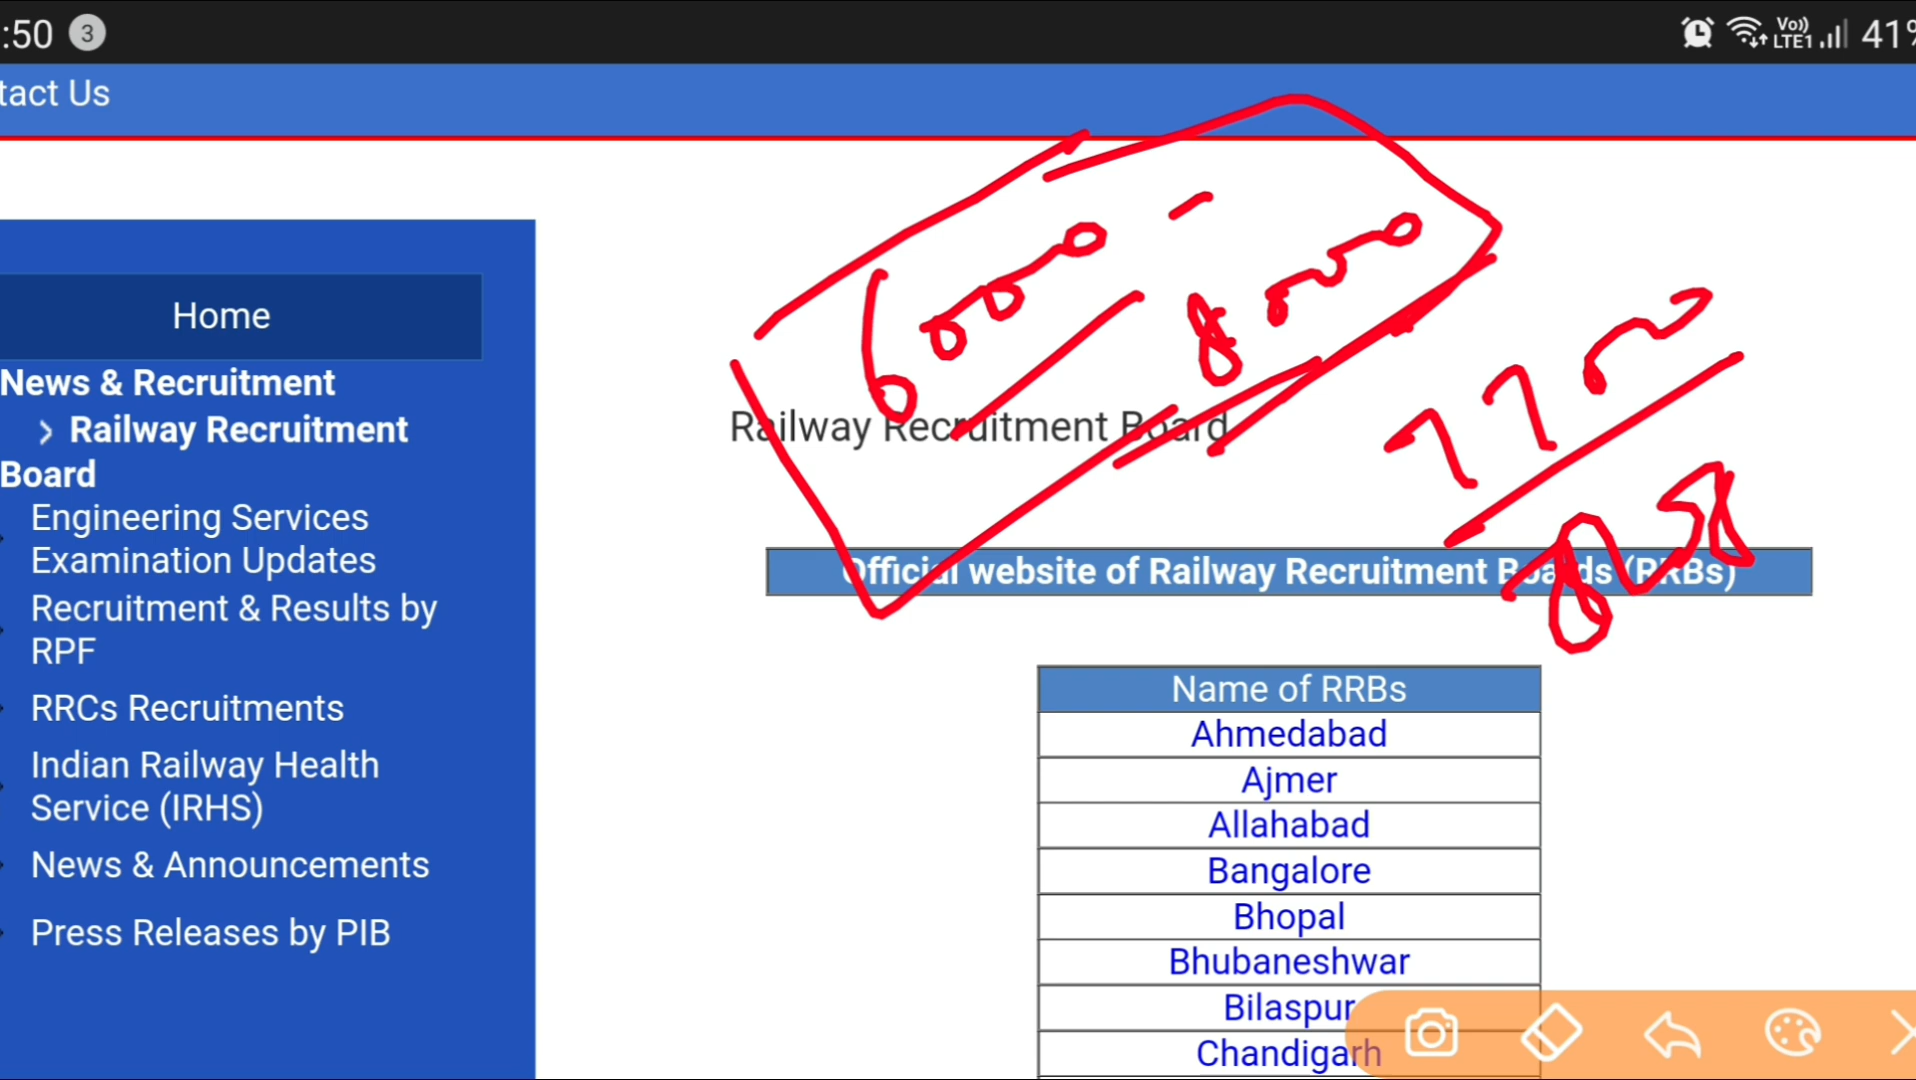 :50 3 Vo)) LTE1 41%
tact Us
Home
News & Recruitment
Railway Recruitment
Board
Engineering Services
Examination Updates
Recruitment & Results by
RPF
RRCs Recruitments
Indian Railway Health
Service (IRHS)
News & Announcements
Press Releases by PIB
6000 - 8000
Railway Recruitment Board
Official website of Railway Recruitment Boards (RRBs)
Name of RRBs
Ahmedabad
Ajmer
Allahabad
Bangalore
Bhopal
Bhubaneshwar
Bilaspur
Chandigarh